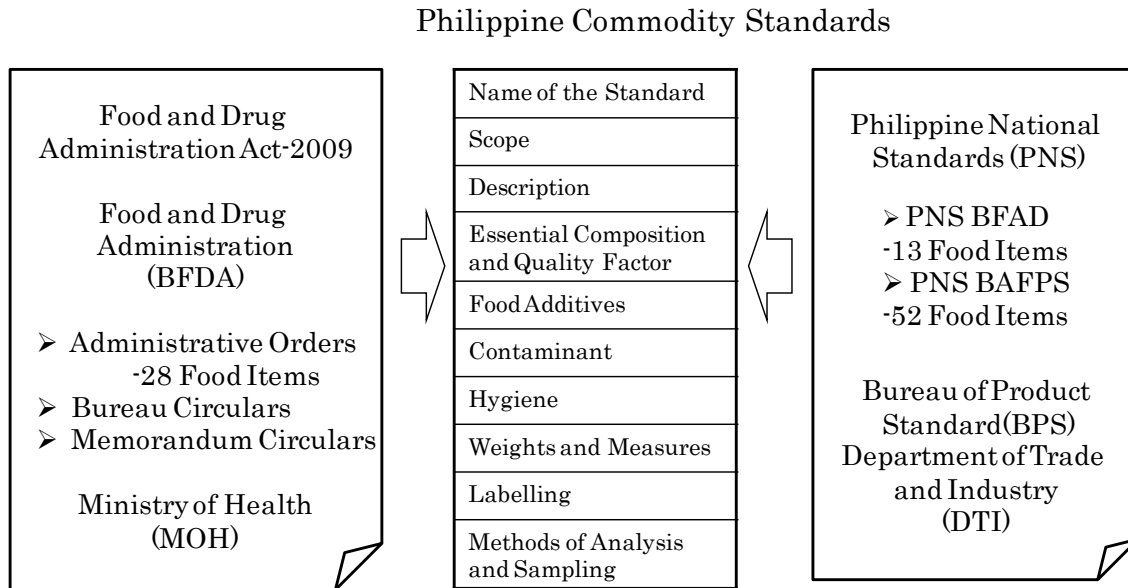 Philippine Commodity Standards
Food and Drug
Administration Act-2009
Food and Drug
Administration
(BFDA)
➢ Administrative Orders
-28 Food Items
➢ Bureau Circulars
➢ Memorandum Circulars
Ministry of Health
(MOH)
Name of the Standard
Scope
Description
Essential Composition
and Quality Factor
Food Additives
Contaminant
Hygiene
Weights and Measures
Labelling
Methods of Analysis
and Sampling
Philippine National
Standards (PNS)
➢ PNS BFAD
-13 Food Items
➢ PNS BAFPS
-52 Food Items
Bureau of Product
Standard(BPS)
Department of Trade
and Industry
(DTI)